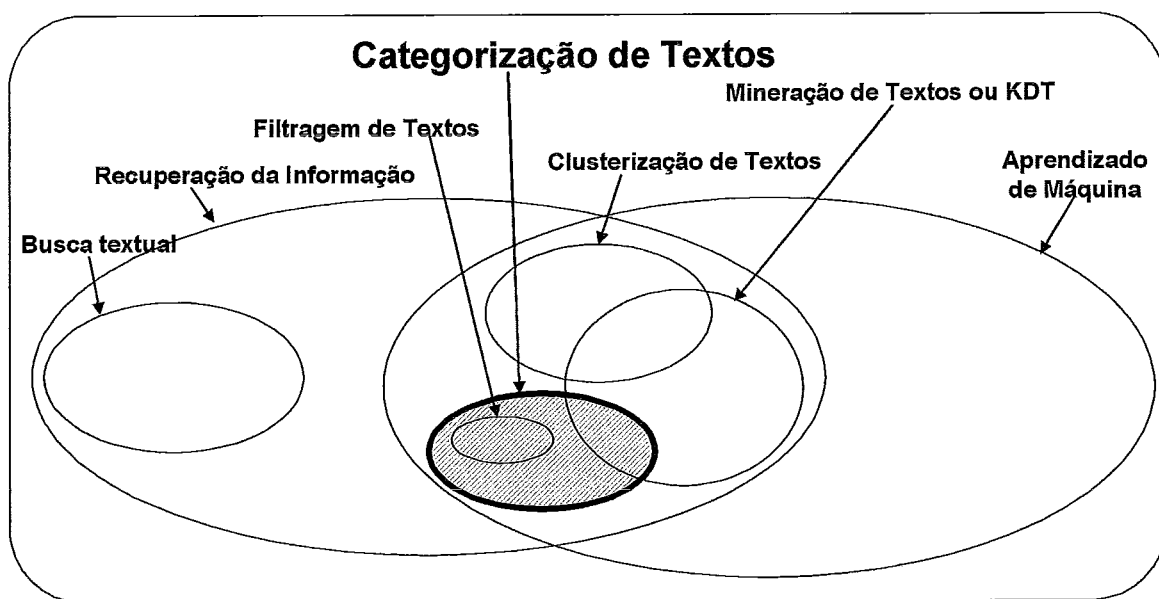 Categorização de Textos
Mineração de Textos ou KDT
Filtragem de Textos
Clusterização de Textos
Aprendizado
de Máquina
Recuperação da Informação
Busca textual